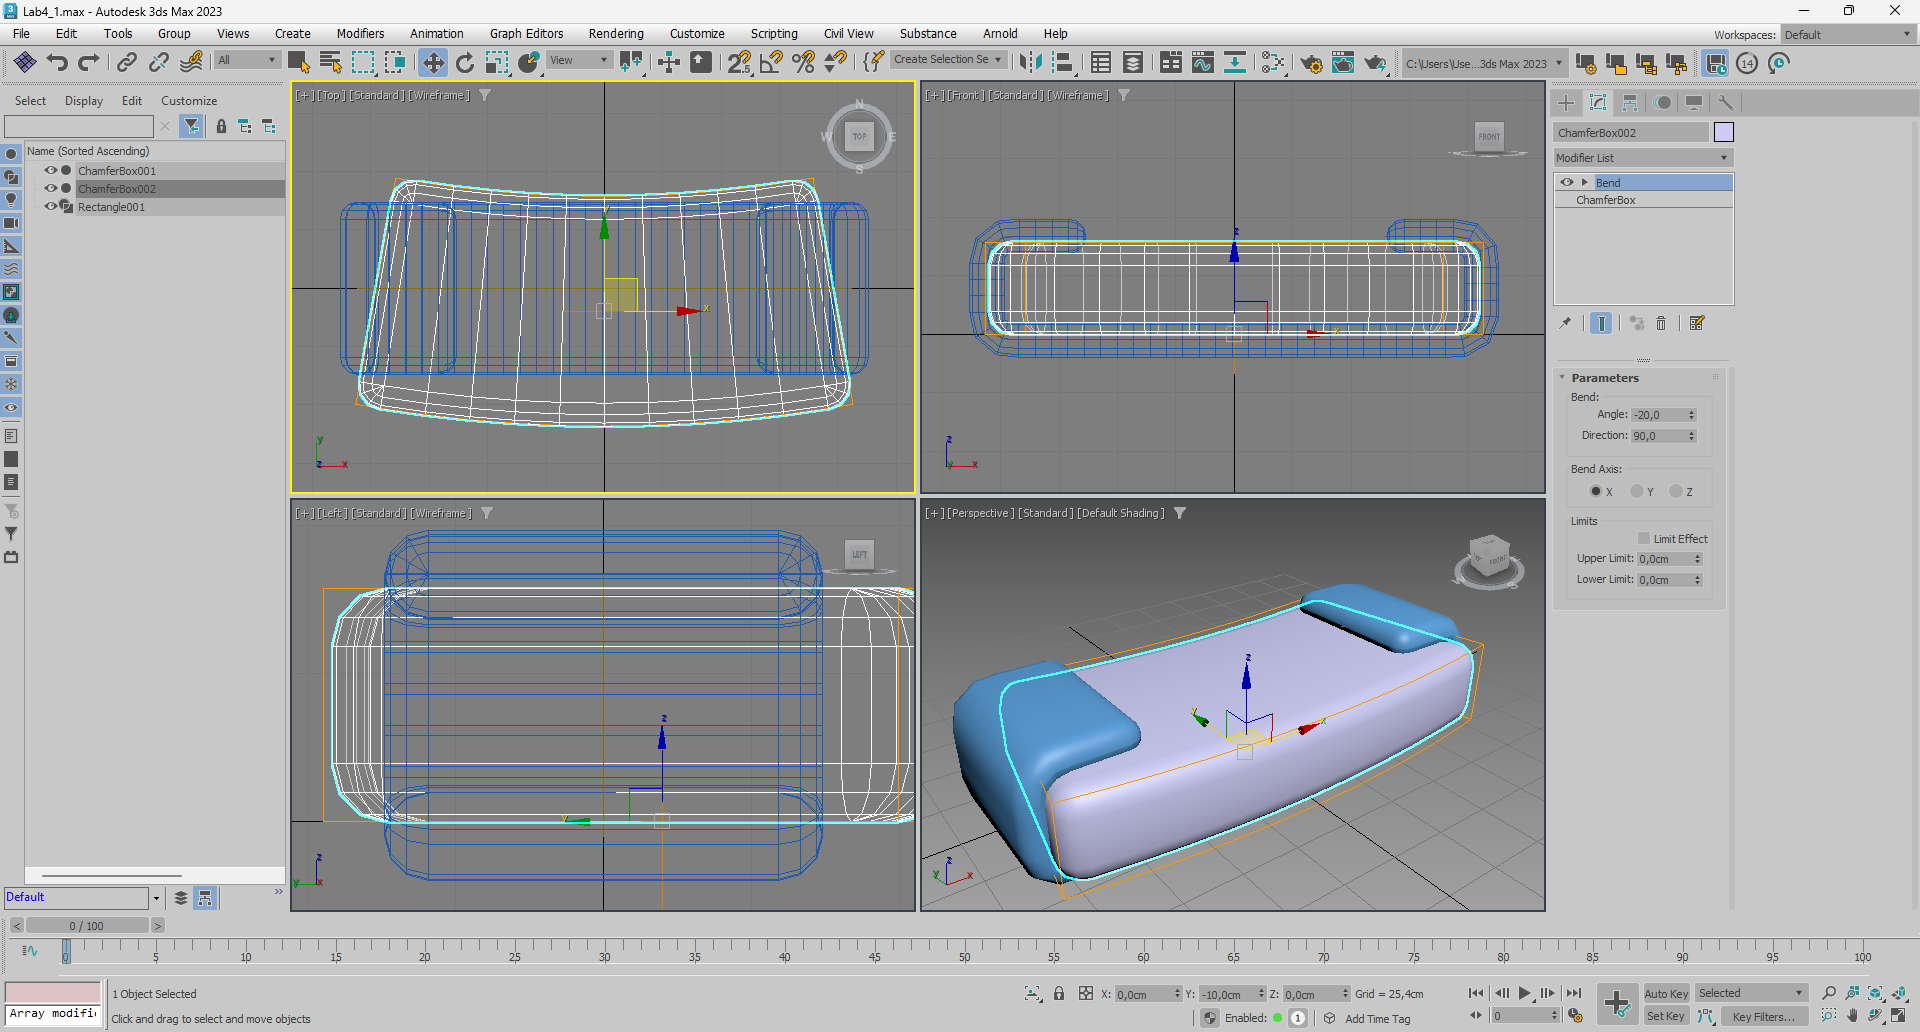 Lab4_1.max - Autodesk 3ds Max 2023
File Edit Tools Group Views Create Modifiers Animation Graph Editors Rendering Customize Scripting Civil View Substance Arnold Help
Workspaces: Default
All View Create Selection Se C:\Users\Use...3ds Max 2023 14
Select Display Edit Customize
Name (Sorted Ascending)
ChamferBox001
ChamferBox002
Rectangle001
[+][Top][Standard][Wireframe]
N
W TOP E
S
y
x
y
z x
[+][Front][Standard][Wireframe]
FRONT
z
x
z
y x
[+][Left][Standard][Wireframe]
LEFT
z
y
z
y x
[+][Perspective][Standard][Default Shading]
FRONT
W S
z
y x
z
y x
ChamferBox002
Modifier List
Bend
ChamferBox
Parameters
Bend:
Angle: -20,0
Direction: 90,0
Bend Axis:
X Y Z
Limits
Limit Effect
Upper Limit: 0,0cm
Lower Limit: 0,0cm
Default
>>
< 0 / 100 >
0 5 10 15 20 25 30 35 40 45 50 55 60 65 70 75 80 85 90 95 100
1 Object Selected
X: 0,0cm Y: -10,0cm Z: 0,0cm Grid = 25,4cm
Auto Key Selected
Array modifi
Click and drag to select and move objects
Enabled: 1 Add Time Tag
0
Set Key Key Filters...